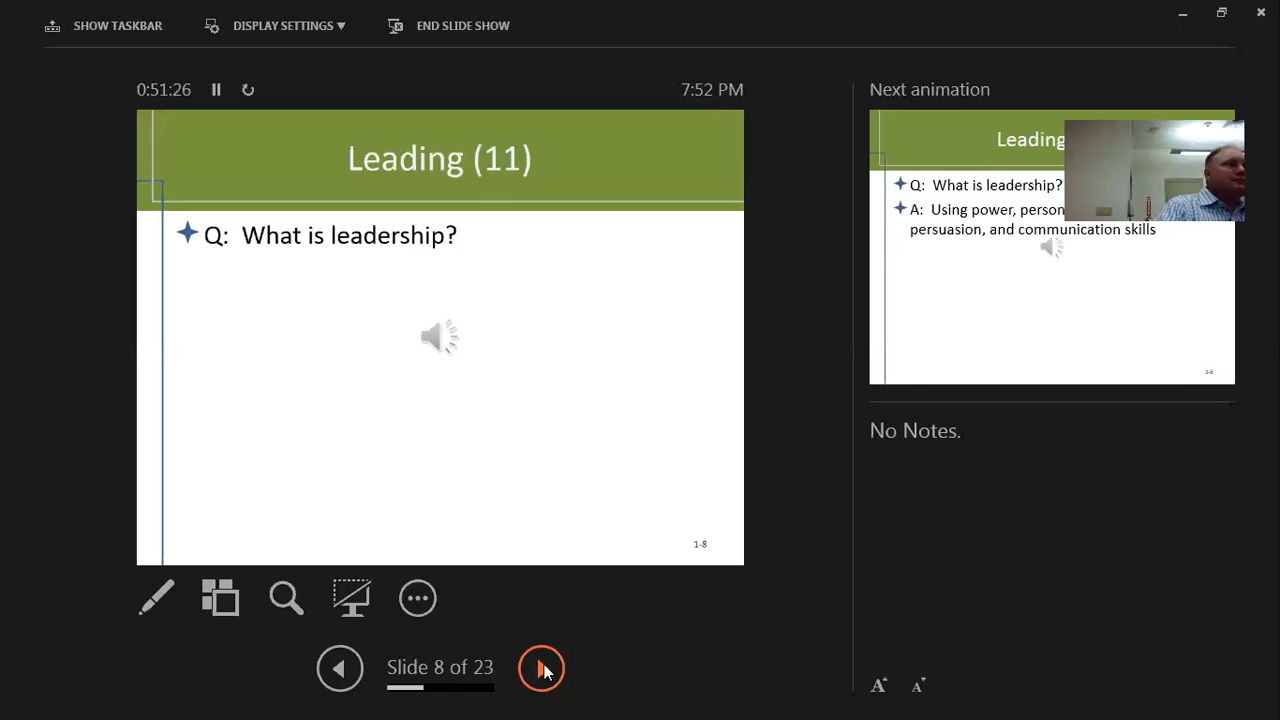 SHOW TASKBAR
DISPLAY SETTINGS
END SLIDE SHOW
0:51:26
7:52 PM
Leading (11)
Q: What is leadership?
1-8
Next animation
Leading
Q: What is leadership?
A: Using power, person
persuasion, and communication skills
No Notes.
Slide 8 of 23
A A